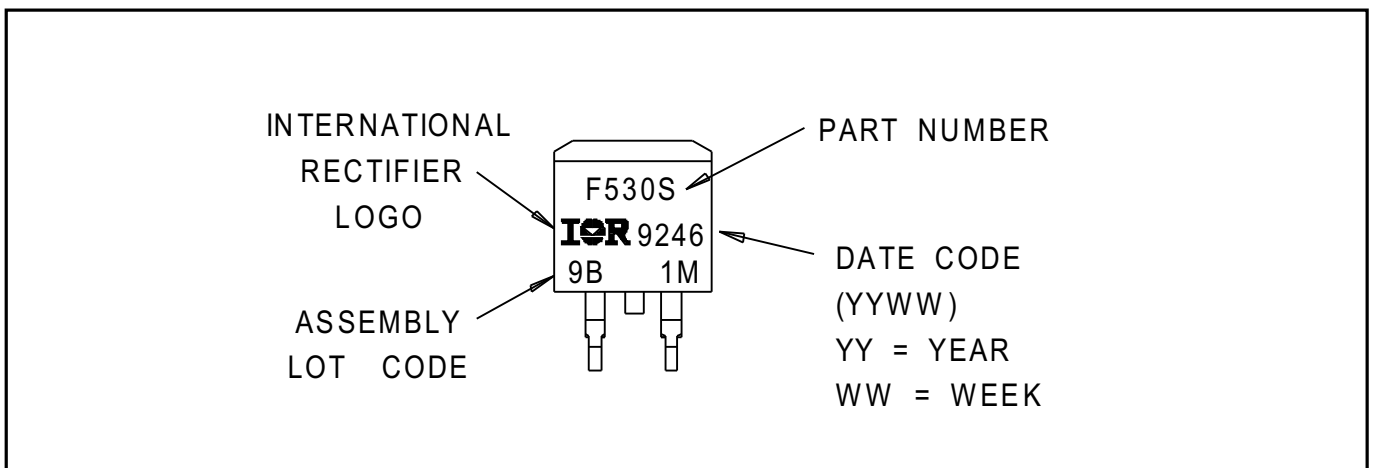 INTERNATIONAL
RECTIFIER
LOGO
ASSEMBLY
LOT CODE
F530S
IOR 9246
9B 1M
PART NUMBER
DATE CODE
(YYWW)
YY = YEAR
WW = WEEK